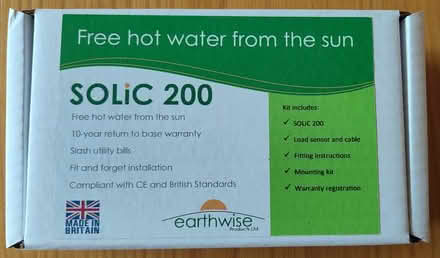 Free hot water from the sun
SOLiC 200
Free hot water from the sun
10-year return to base warranty
Slash utility bills
Fit and forget installation
Compliant with CE and British Standards
Kit includes:
✓ SOLIC 200
✓ Load sensor and cable
✓ Fitting instructions
✓ Mounting kit
✓ Warranty registration
MADE IN
BRITAIN
earthwise
Products Ltd